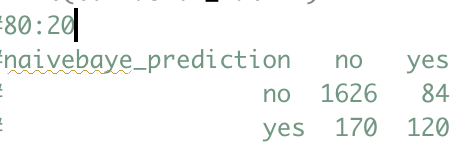 #80:20
#naivebaye_prediction no yes
# no 1626 84
# yes 170 120